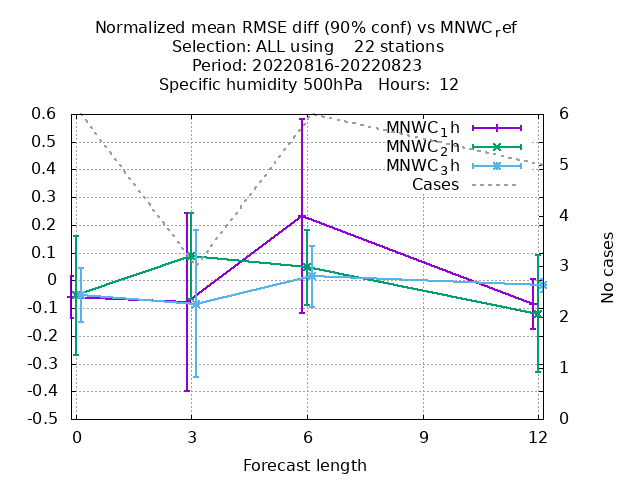 Normalized mean RMSE diff (90% conf) vs MNWC_ref
Selection: ALL using    22 stations
Period: 20220816-20220823
Specific humidity 500hPa   Hours: 12
0.6
0.5
0.4
0.3
0.2
0.1
0
-0.1
-0.2
-0.3
-0.4
-0.5
6
5
4
3
2
1
0
MNWC_1h
MNWC_2h
MNWC_3h
Cases
No cases
0 3 6 9 12
Forecast length